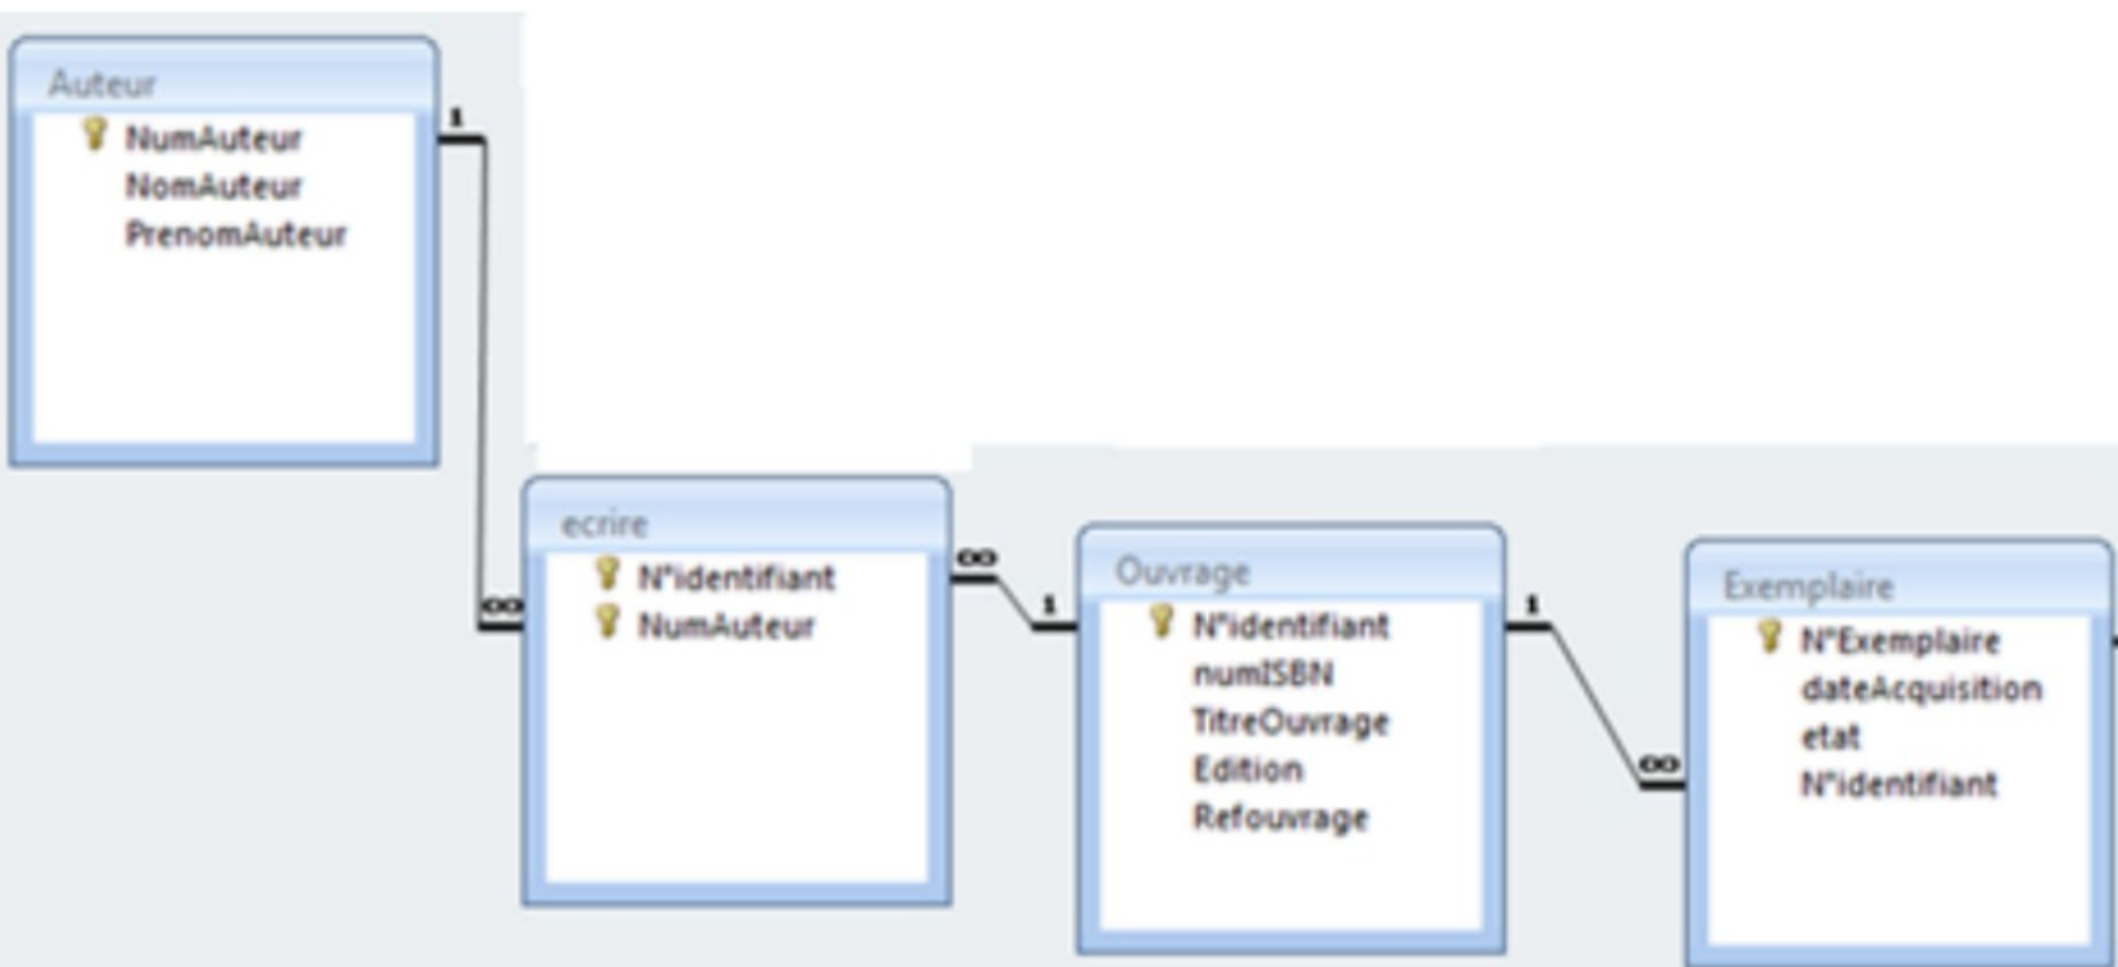 Auteur
NumAuteur
NomAuteur
PrenomAuteur
1
∞
ecrire
N°identifiant
NumAuteur
∞
1
Ouvrage
N°identifiant
numISBN
TitreOuvrage
Edition
Refouvrage
1
∞
Exemplaire
N°Exemplaire
dateAcquisition
etat
N°identifiant